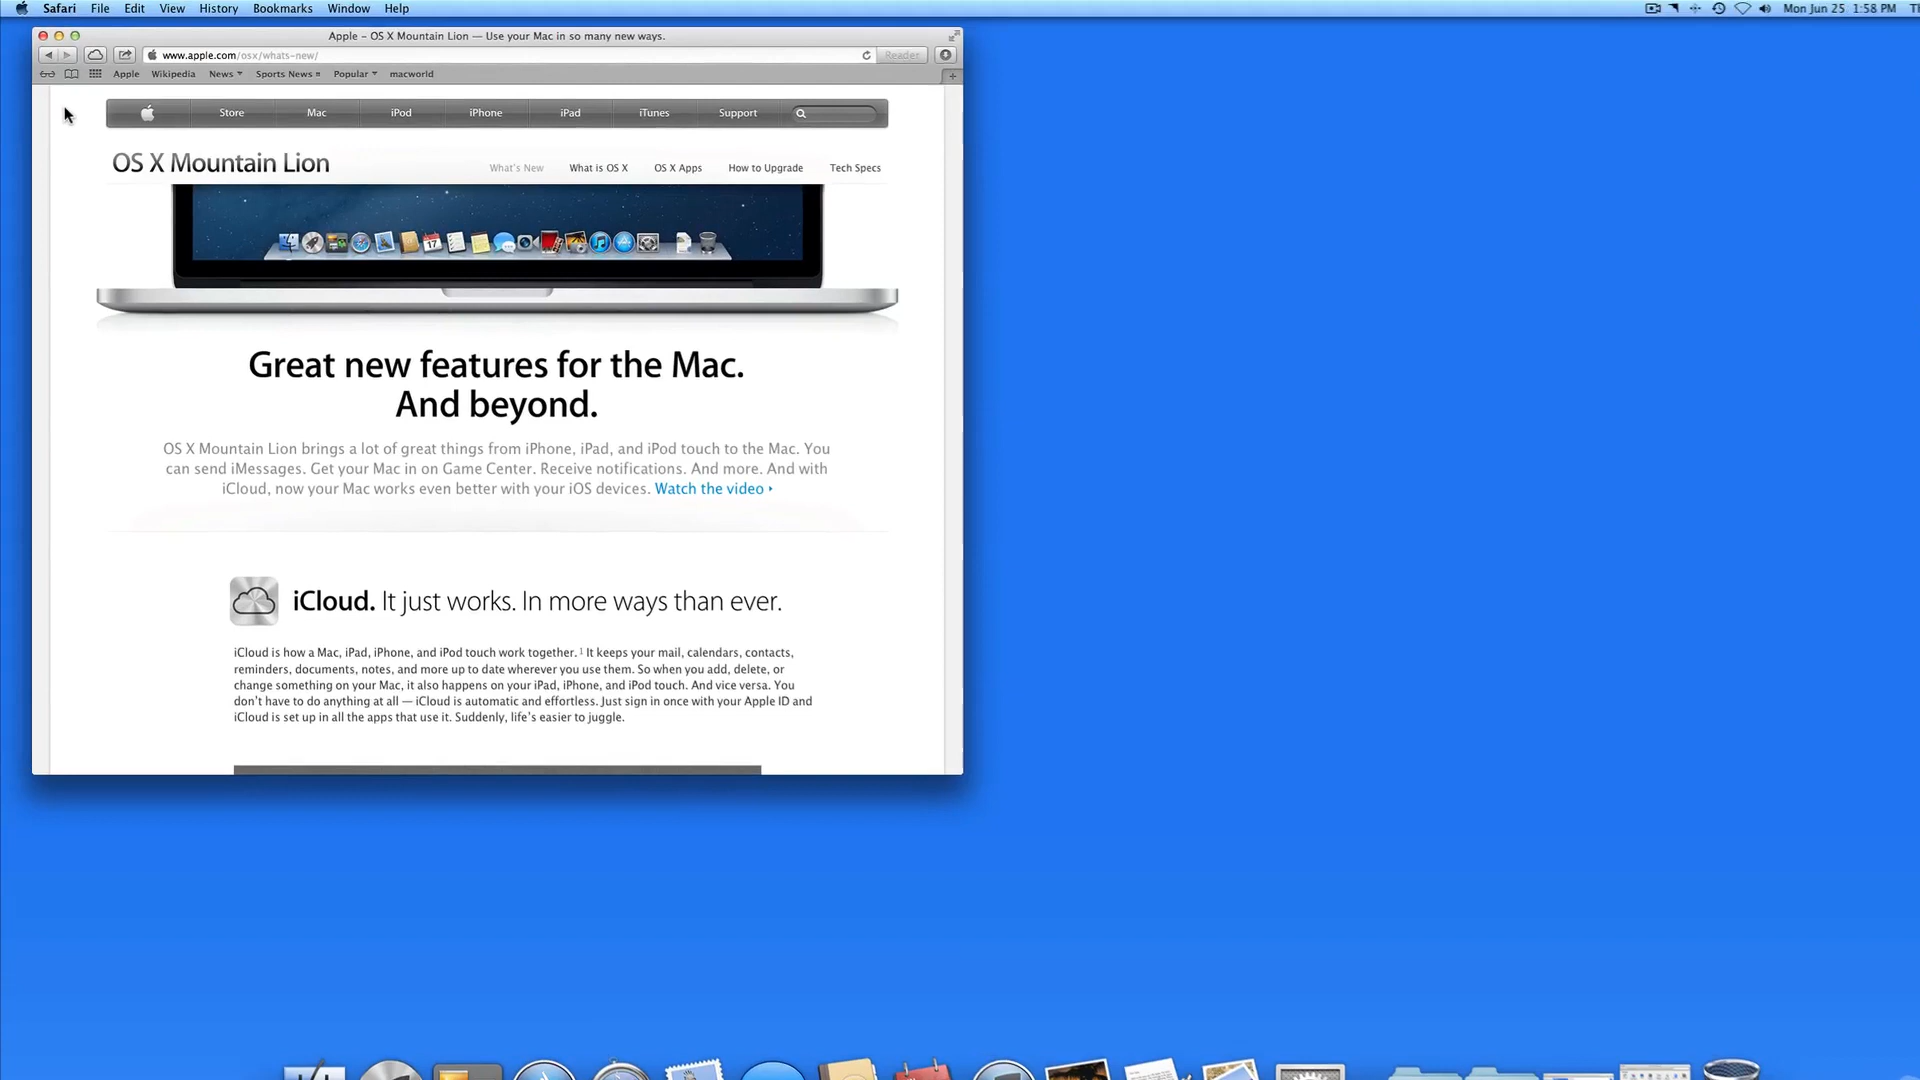 Safari File Edit View History Bookmarks Window Help
Mon Jun 25 1:58 PM
Apple – OS X Mountain Lion — Use your Mac in so many new ways.
www.apple.com/osx/whats-new/
Reader
Apple Wikipedia News Sports News Popular macworld
Store Mac iPod iPhone iPad iTunes Support
OS X Mountain Lion
What's New What is OS X OS X Apps How to Upgrade Tech Specs
17
Great new features for the Mac.
And beyond.
OS X Mountain Lion brings a lot of great things from iPhone, iPad, and iPod touch to the Mac. You
can send iMessages. Get your Mac in on Game Center. Receive notifications. And more. And with
iCloud, now your Mac works even better with your iOS devices. Watch the video
iCloud. It just works. In more ways than ever.
iCloud is how a Mac, iPad, iPhone, and iPod touch work together.1 It keeps your mail, calendars, contacts,
reminders, documents, notes, and more up to date wherever you use them. So when you add, delete, or
change something on your Mac, it also happens on your iPad, iPhone, and iPod touch. And vice versa. You
don't have to do anything at all — iCloud is automatic and effortless. Just sign in once with your Apple ID and
iCloud is set up in all the apps that use it. Suddenly, life's easier to juggle.